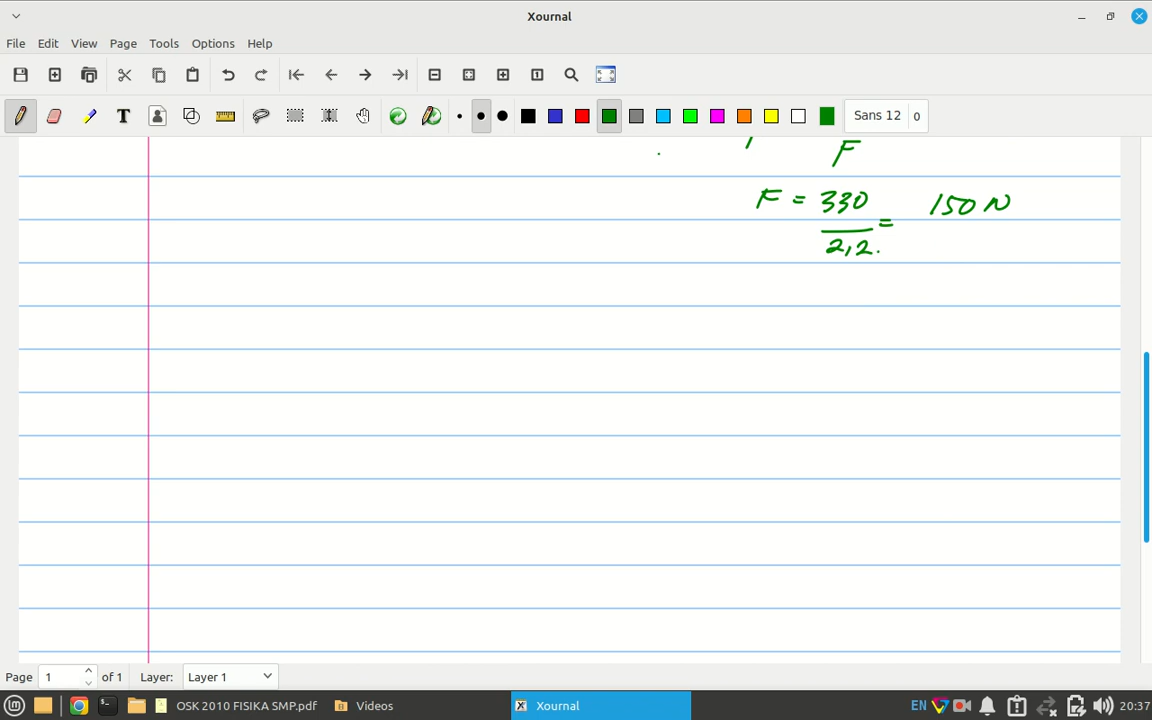 Xournal
File Edit View Page Tools Options Help
Sans 12 0
F
F = 330 = 150 N
2,2.
Page 1 of 1 Layer: Layer 1
OSK 2010 FISIKA SMP.pdf Videos Xournal EN 20:37